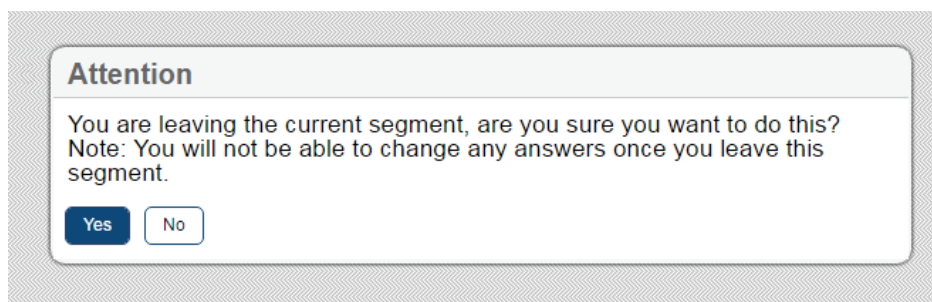 Attention
You are leaving the current segment, are you sure you want to do this?
Note: You will not be able to change any answers once you leave this
segment.
Yes No